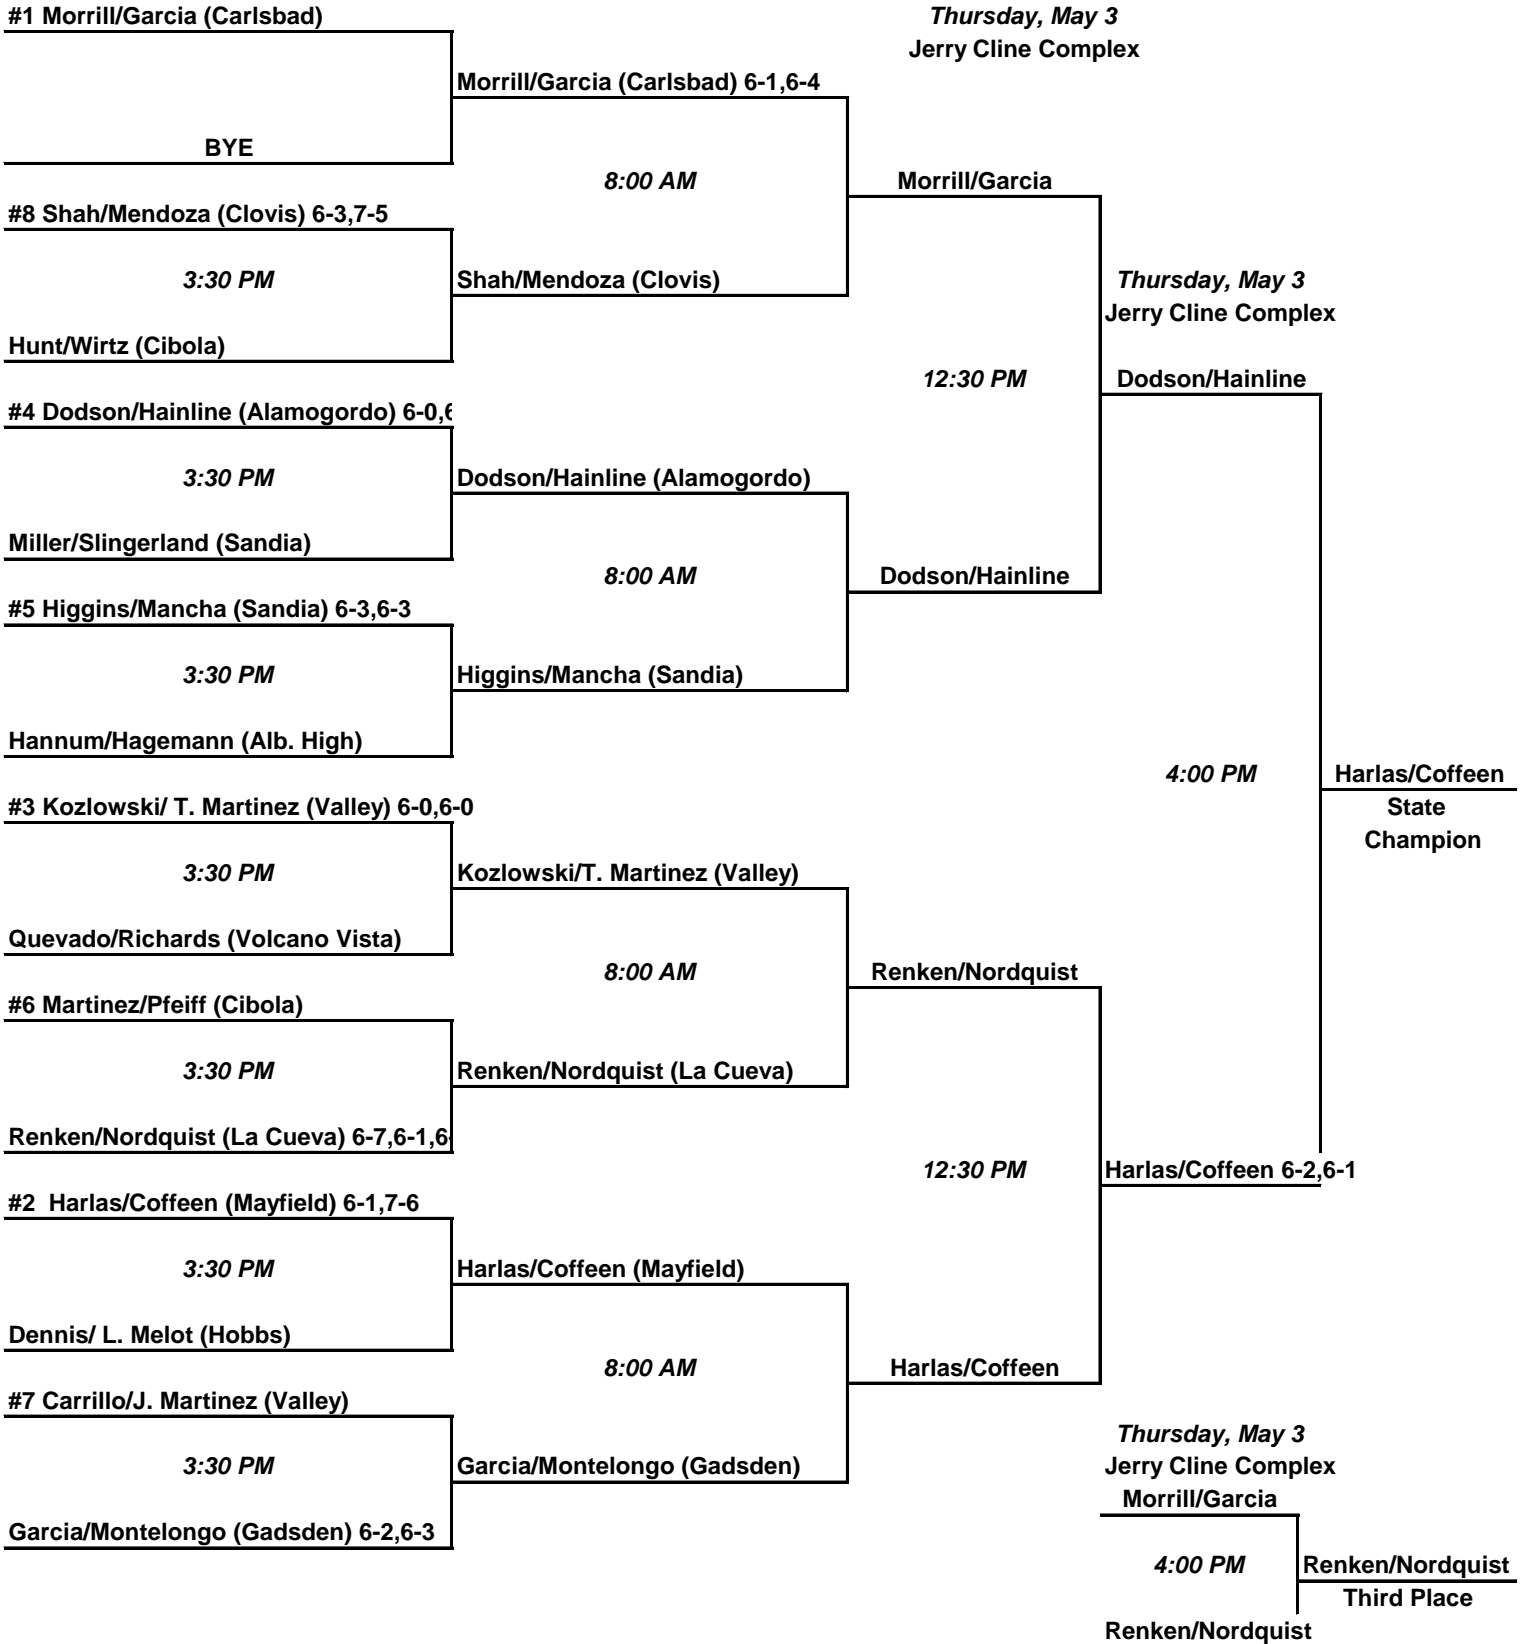 #1 Morrill/Garcia (Carlsbad)
Thursday, May 3
Jerry Cline Complex
Morrill/Garcia (Carlsbad) 6-1,6-4
BYE
8:00 AM
Morrill/Garcia
#8 Shah/Mendoza (Clovis) 6-3,7-5
3:30 PM
Shah/Mendoza (Clovis)
Thursday, May 3
Jerry Cline Complex
Hunt/Wirtz (Cibola)
12:30 PM
Dodson/Hainline
#4 Dodson/Hainline (Alamogordo) 6-0,6
3:30 PM
Dodson/Hainline (Alamogordo)
Miller/Slingerland (Sandia)
8:00 AM
Dodson/Hainline
#5 Higgins/Mancha (Sandia) 6-3,6-3
3:30 PM
Higgins/Mancha (Sandia)
Hannum/Hagemann (Alb. High)
4:00 PM
Harlas/Coffeen
State
Champion
#3 Kozlowski/ T. Martinez (Valley) 6-0,6-0
3:30 PM
Kozlowski/T. Martinez (Valley)
Quevado/Richards (Volcano Vista)
8:00 AM
Renken/Nordquist
#6 Martinez/Pfeiff (Cibola)
3:30 PM
Renken/Nordquist (La Cueva)
Renken/Nordquist (La Cueva) 6-7,6-1,6-
12:30 PM
Harlas/Coffeen 6-2,6-1
#2  Harlas/Coffeen (Mayfield) 6-1,7-6
3:30 PM
Harlas/Coffeen (Mayfield)
Dennis/ L. Melot (Hobbs)
8:00 AM
Harlas/Coffeen
#7 Carrillo/J. Martinez (Valley)
3:30 PM
Garcia/Montelongo (Gadsden)
Garcia/Montelongo (Gadsden) 6-2,6-3
Thursday, May 3
Jerry Cline Complex
Morrill/Garcia
4:00 PM
Renken/Nordquist
Third Place
Renken/Nordquist